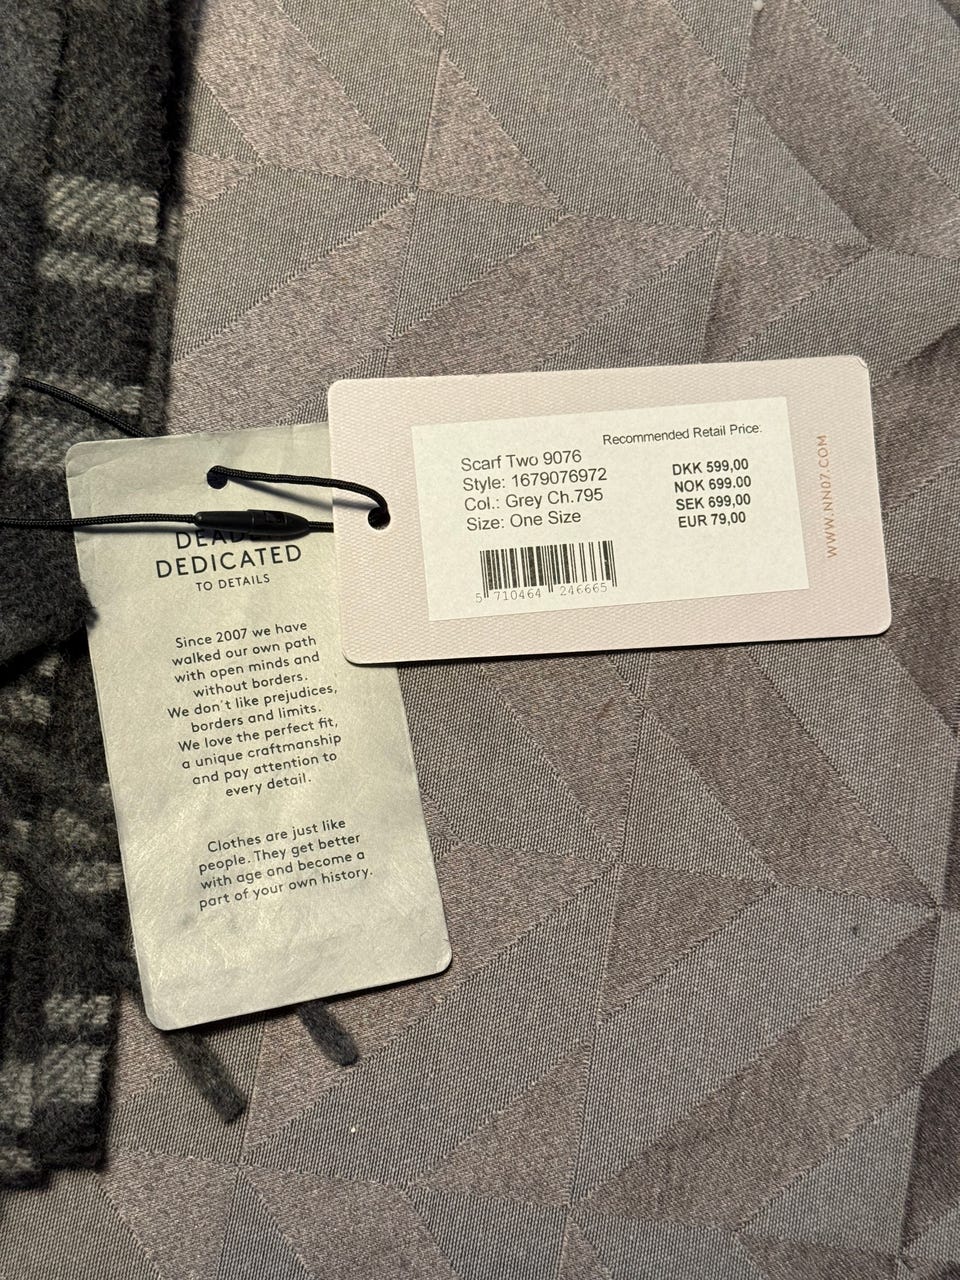 DEDICATED
TO DETAILS
Since 2007 we have
walked our own path
with open minds and
without borders.
We don't like prejudices,
borders and limits.
We love the perfect fit,
a unique craftmanship
and pay attention to
every detail.
Clothes are just like
people. They get better
with age and become a
part of your own history.
Recommended Retail Price:
Scarf Two 9076
Style: 1679076972
Col.: Grey Ch.795
Size: One Size
DKK 599,00
NOK 699.00
SEK 699,00
EUR 79,00
5 710464 246665
WWW.NN07.COM